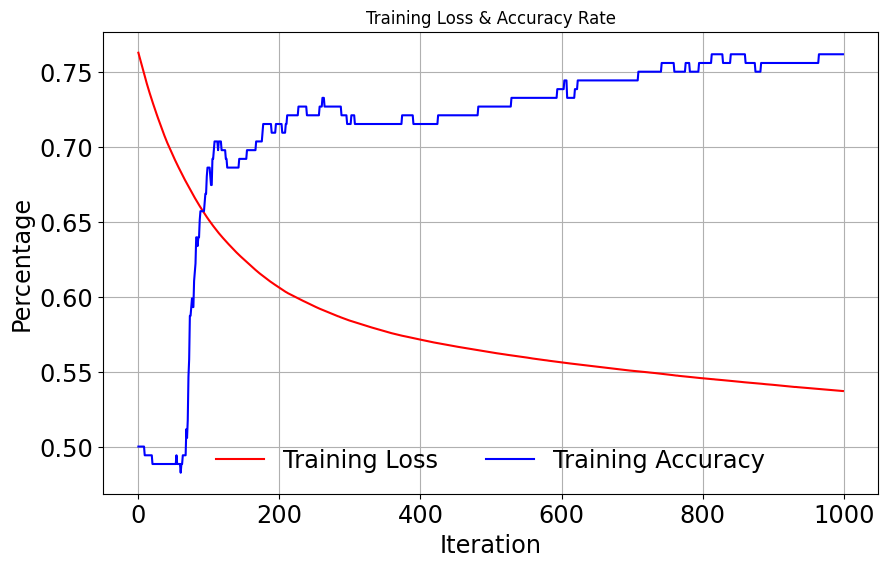 Training Loss & Accuracy Rate
Percentage
0.75
0.70
0.65
0.60
0.55
0.50
Training Loss
Training Accuracy
0
200
400
600
800
1000
Iteration